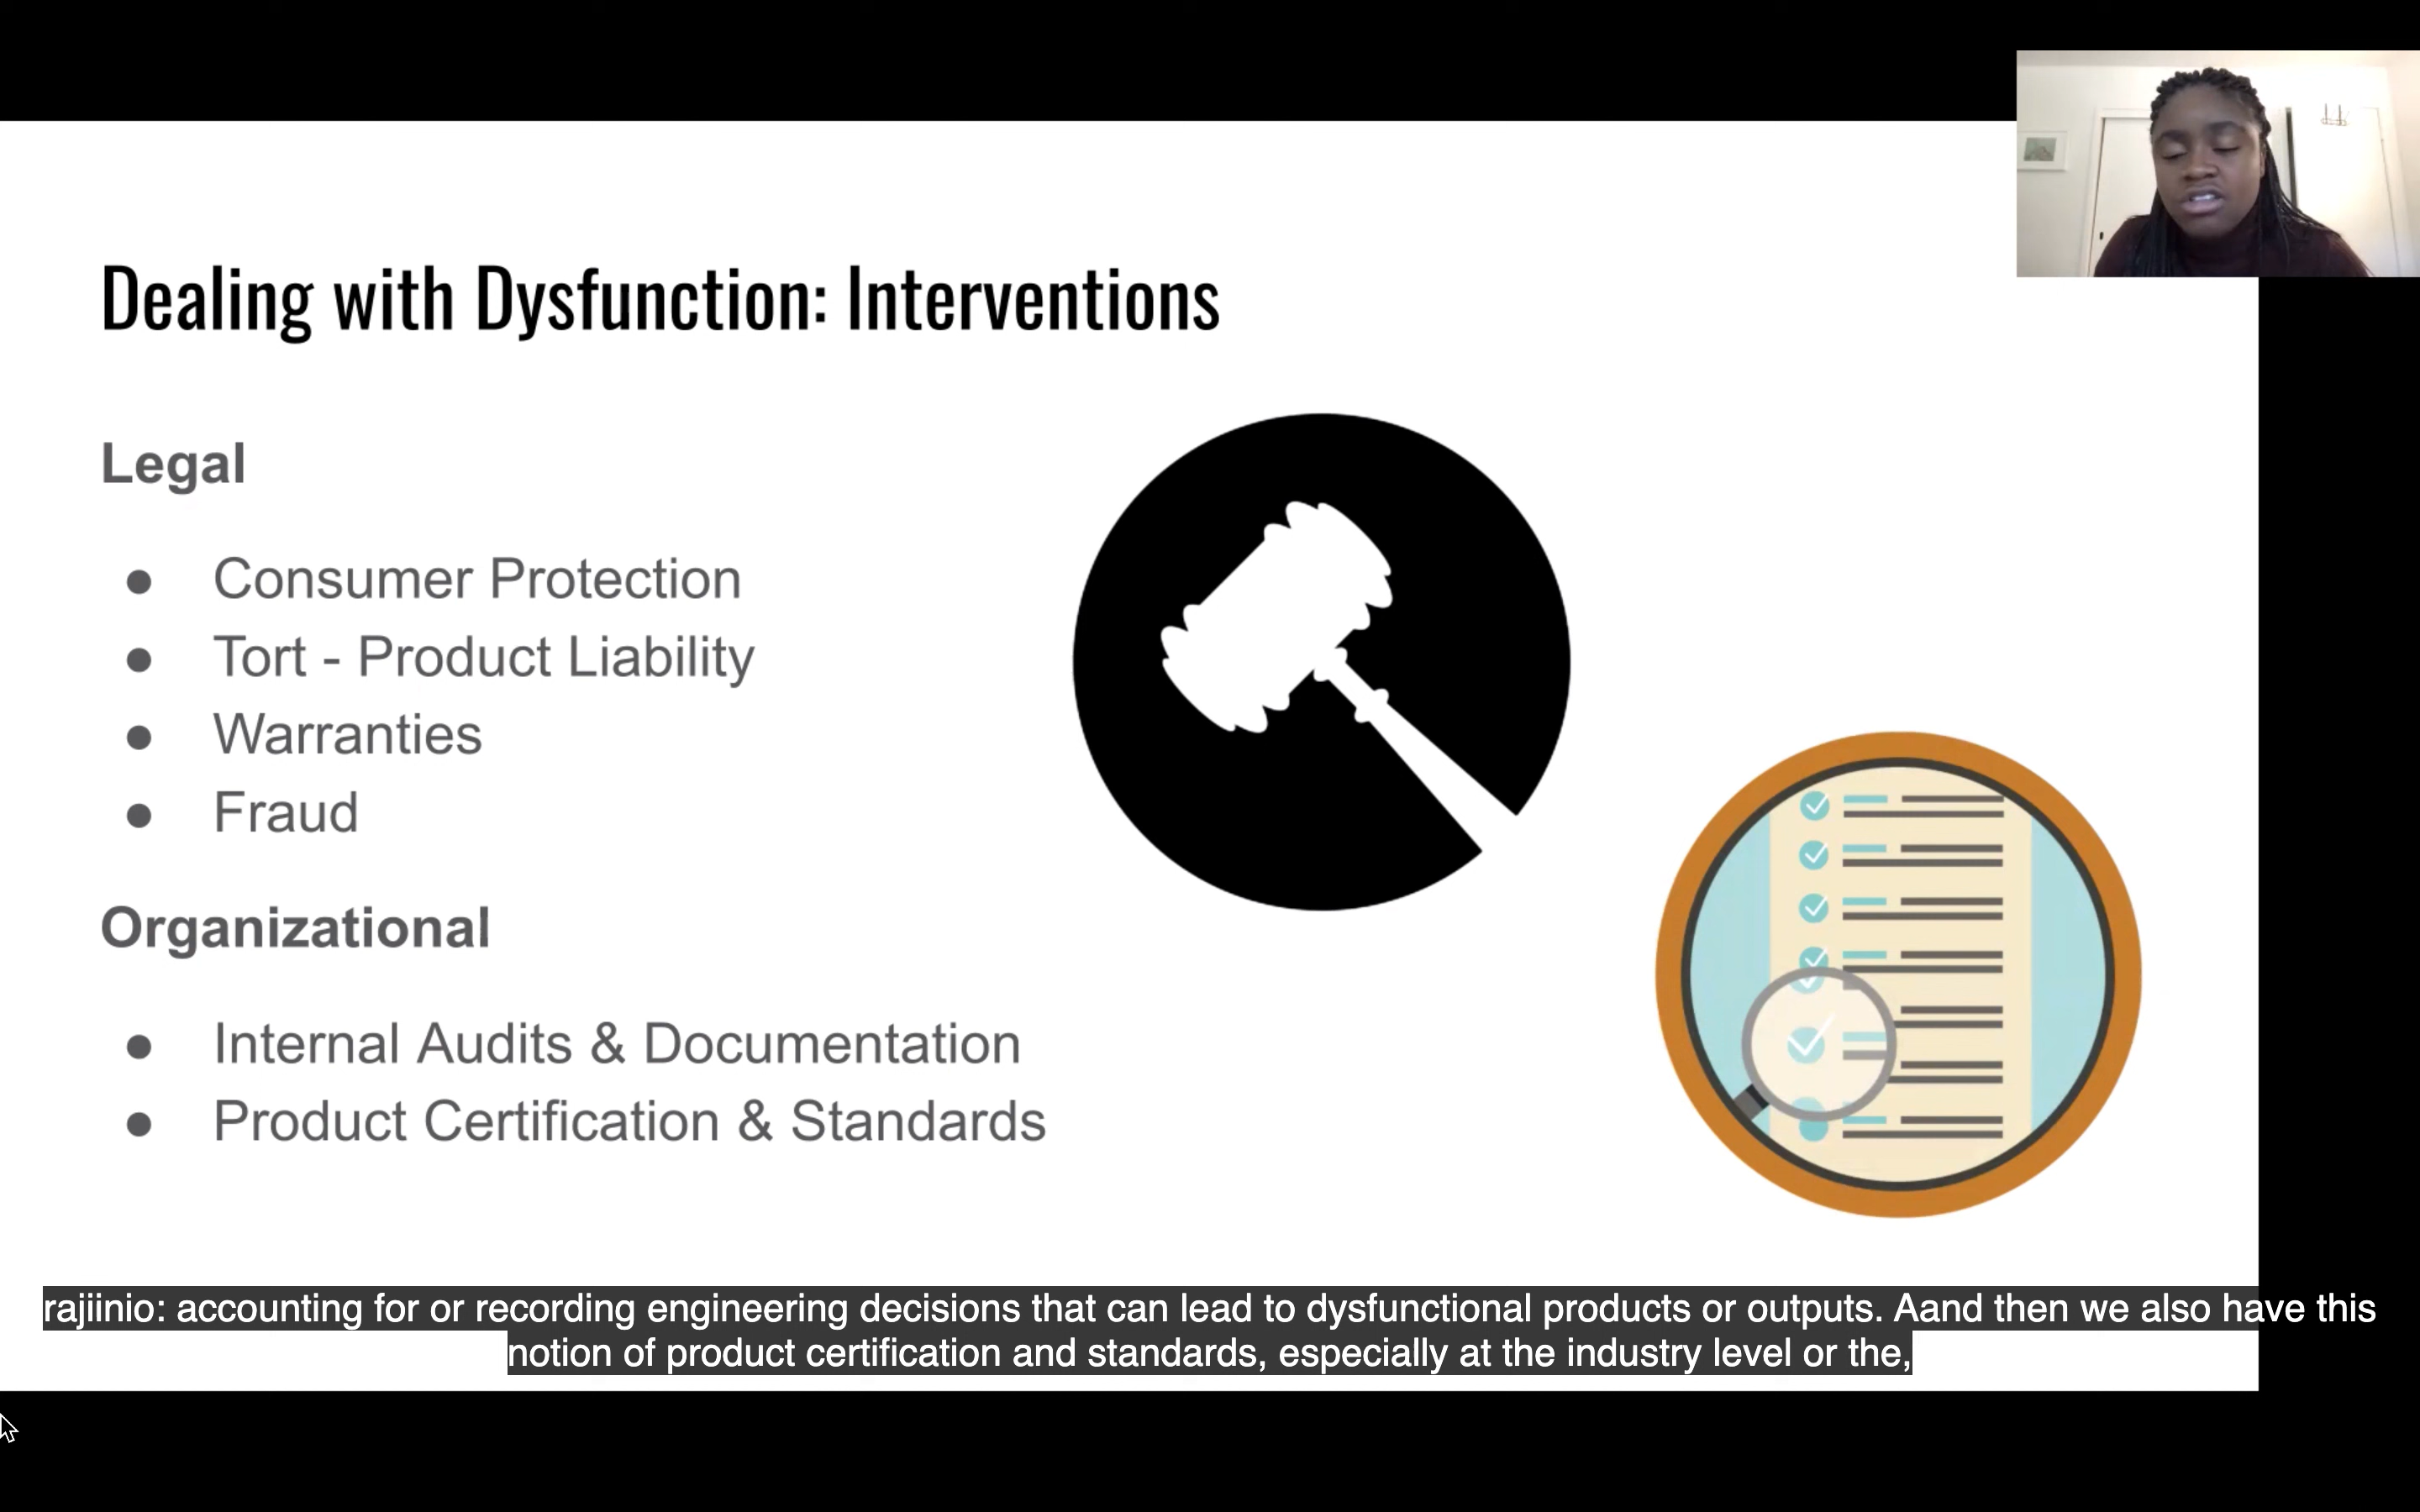 Dealing with Dysfunction: Interventions
Legal
● Consumer Protection
● Tort - Product Liability
● Warranties
● Fraud
Organizational
● Internal Audits & Documentation
● Product Certification & Standards
rajiinio: accounting for or recording engineering decisions that can lead to dysfunctional products or outputs. Aand then we also have this
notion of product certification and standards, especially at the industry level or the,